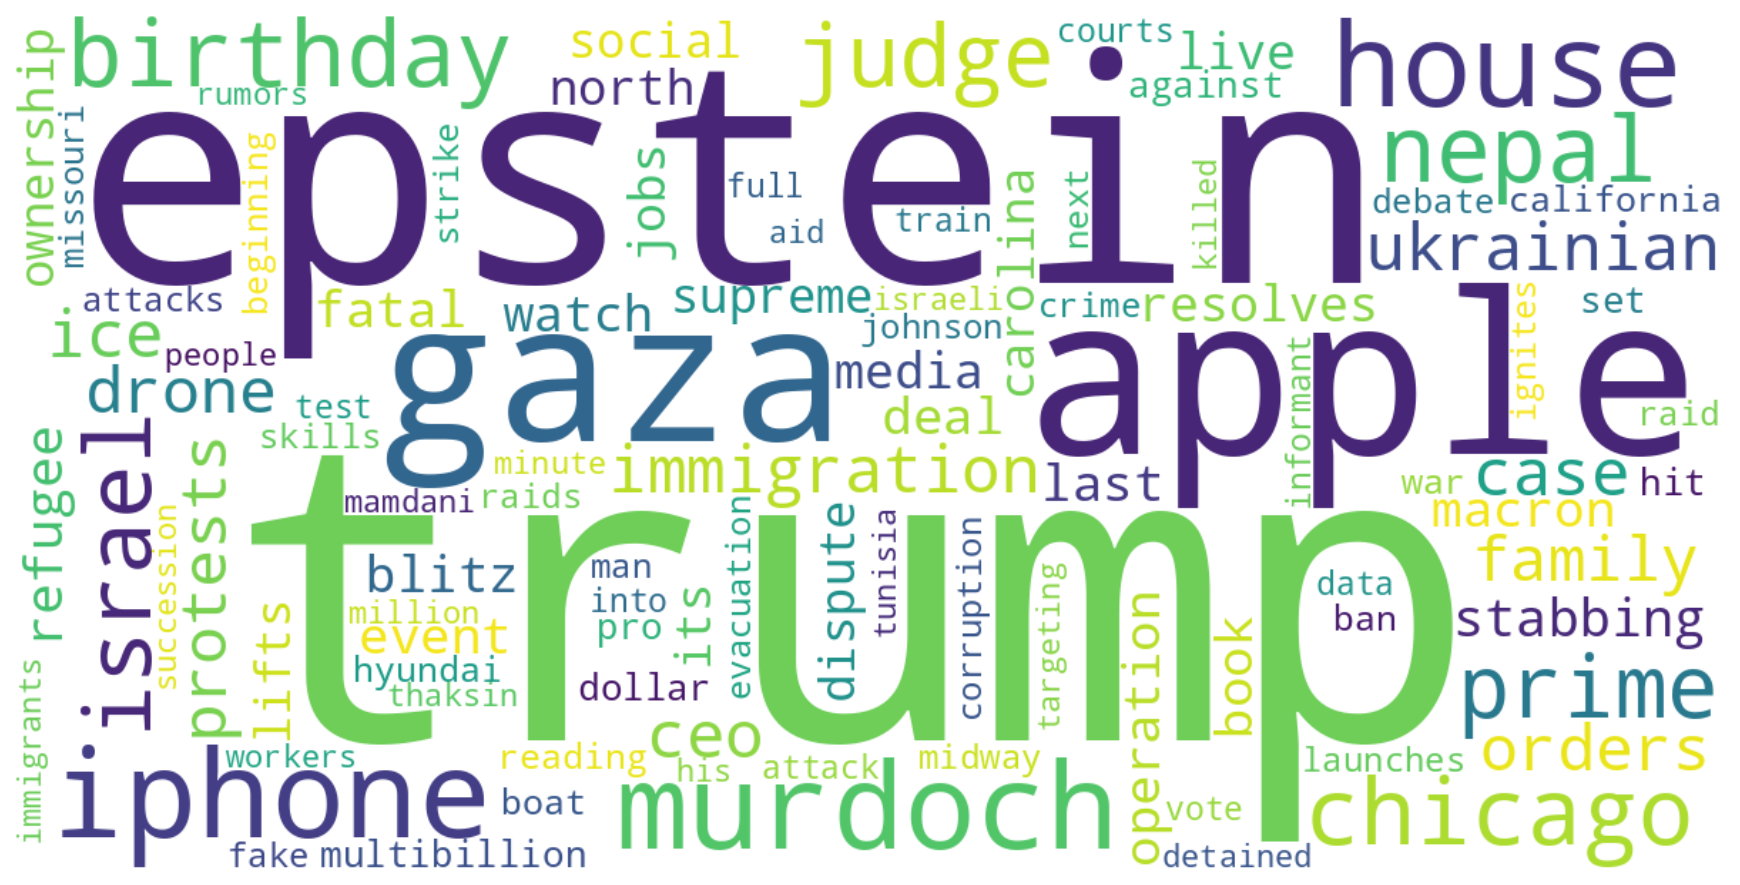 birthday
social
judge
courts
live
house
ownership
rumors
north
against
epstein
nepal
missouri
beginning
strike
jobs
full
aid
train
carolina
next
killed
debate
california
ukrainian
attacks
fatal
watch
supreme
israeli
johnson
crime
resolves
ignites
set
ice
people
gaza
media
apple
drone
test
skills
deal
informant
raid
israel
refugee
protests
minute
immigration
last
war
case
hit
mamdani
raids
macron
trump
succession
blitz
man
into
pro
its
evacuation
dispute
tunisia
corruption
targeting
operation
book
data
ban
family
stabbing
lifts
million
event
hyundai
thaksin
dollar
prime
immigrants
workers
reading
ceo
his
attack
midway
launches
orders
iphone
boat
murdoch
vote
chicago
fake
multibillion
detained